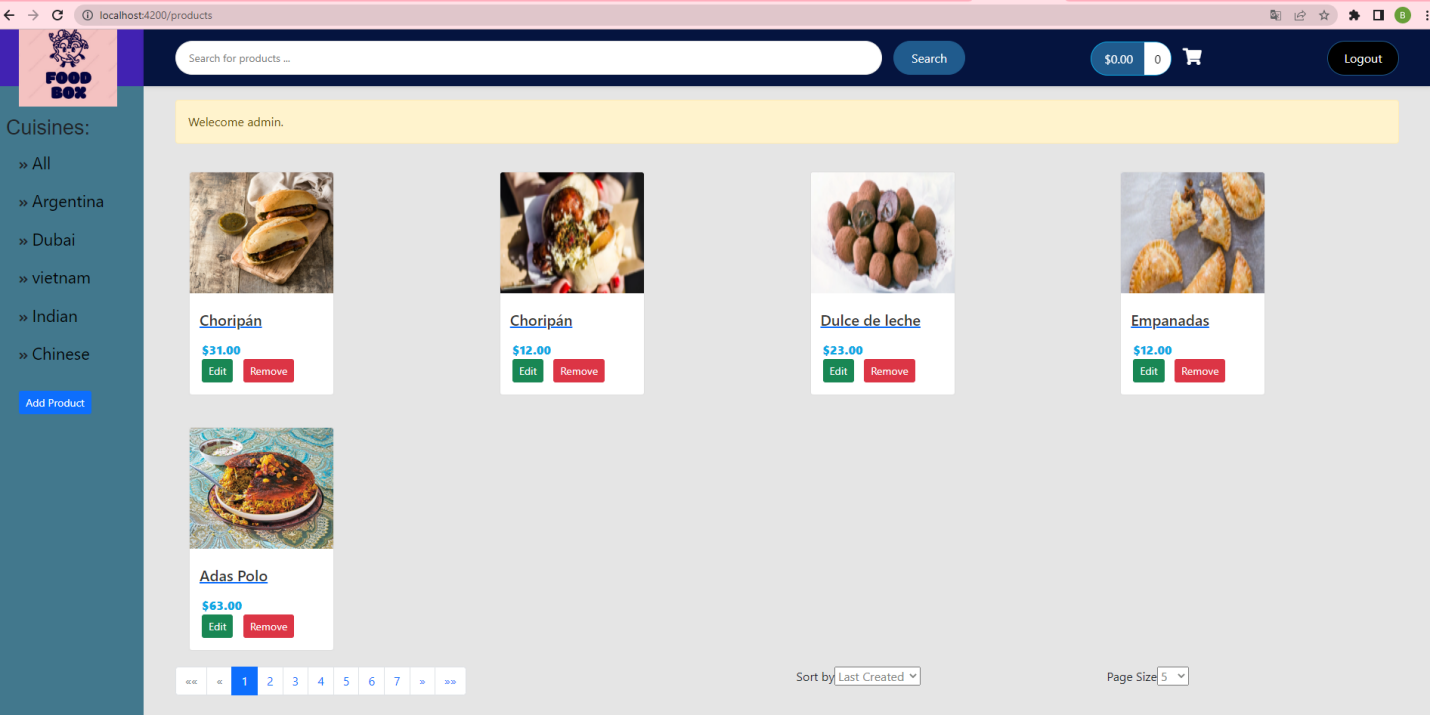 localhost:4200/products
B
FOOD
BOX
Search for products ...
Search
$0.00 0
Logout
Cuisines:
» All
» Argentina
» Dubai
» vietnam
» Indian
» Chinese
Add Product
Welecome admin.
Choripán
$31.00
Edit Remove
Choripán
$12.00
Edit Remove
Dulce de leche
$23.00
Edit Remove
Empanadas
$12.00
Edit Remove
Adas Polo
$63.00
Edit Remove
«« « 1 2 3 4 5 6 7 » »»
Sort by Last Created
Page Size 5